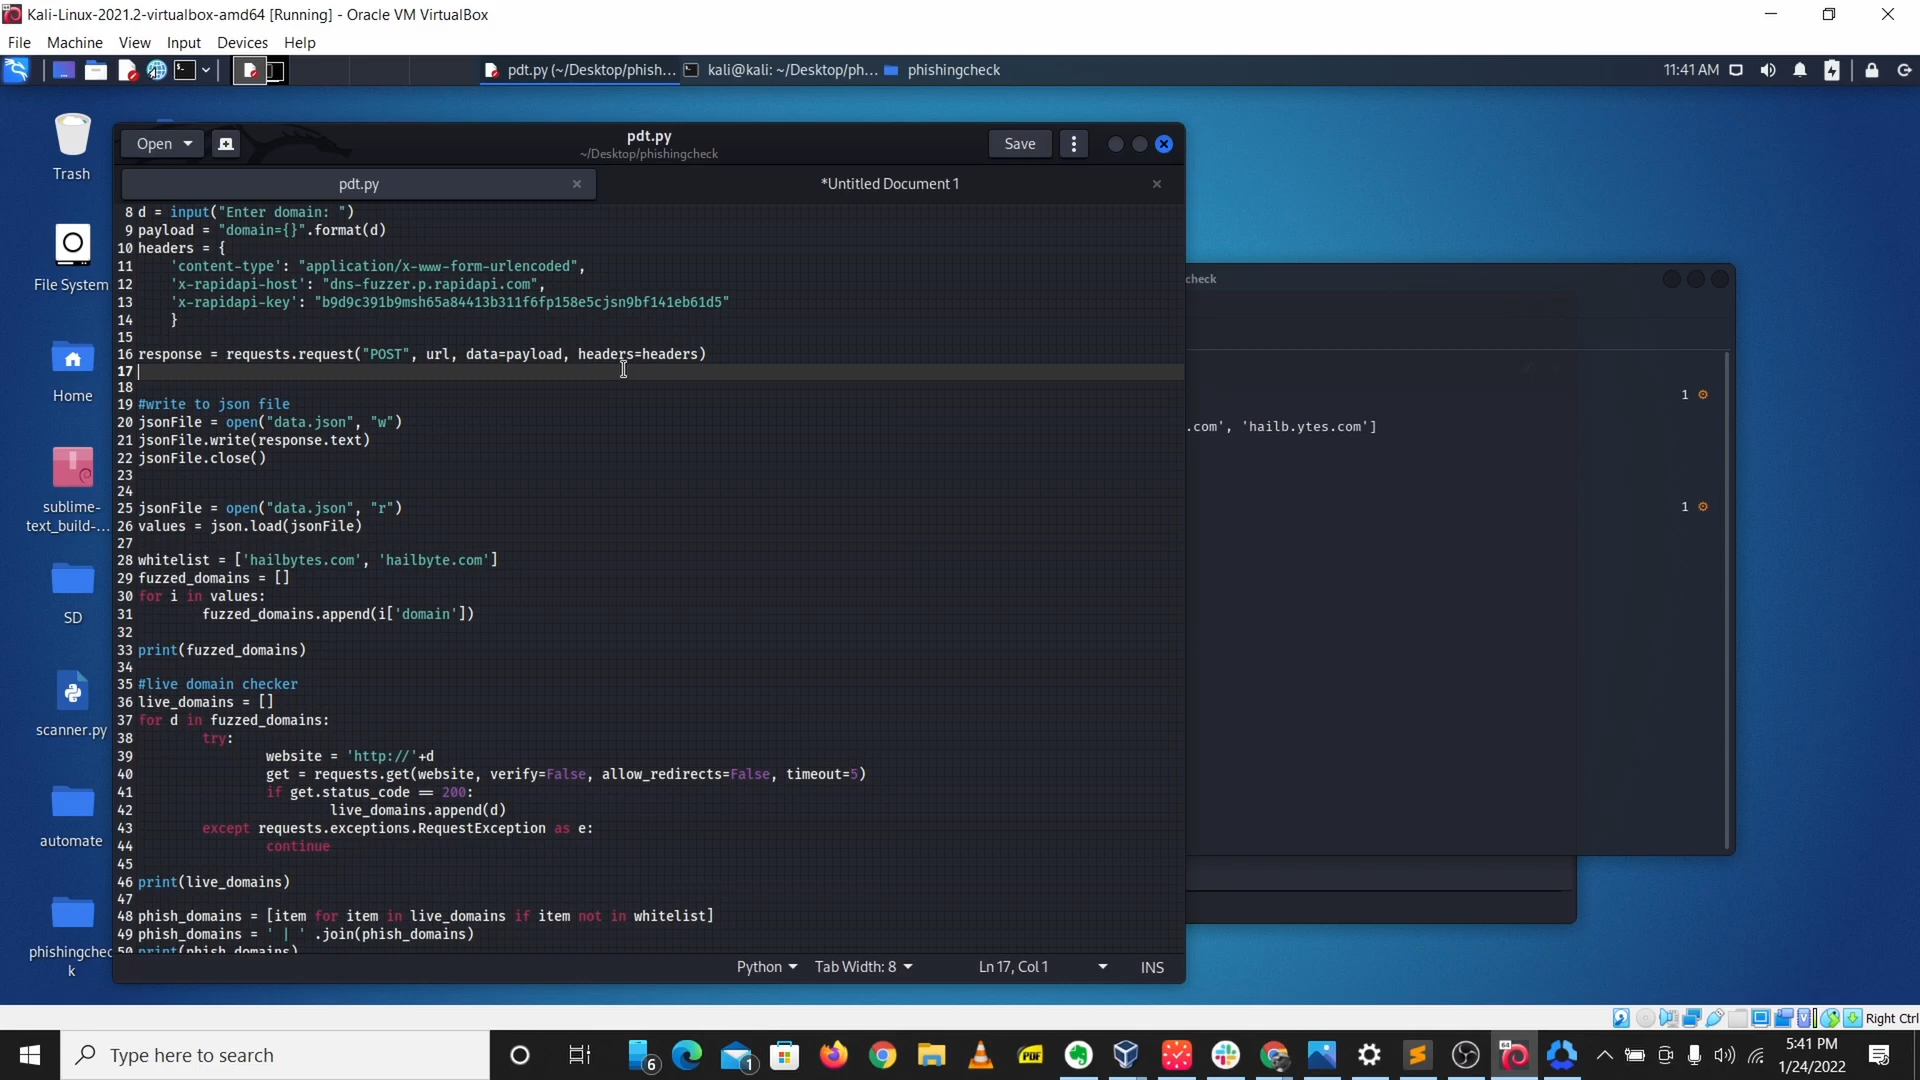 Kali-Linux-2021.2-virtualbox-amd64 [Running] - Oracle VM VirtualBox
File Machine View Input Devices Help
pdt.py (~/Desktop/phish... kali@kali: ~/Desktop/ph... phishingcheck 11:41 AM
Trash
File System
Home
sublime-
text_build-...
SD
scanner.py
automate
phishingchec
k
Open
pdt.py
~/Desktop/phishingcheck
Save
pdt.py *Untitled Document 1
8 d = input("Enter domain: ")
9 payload = "domain={}".format(d)
10 headers = {
11 'content-type': "application/x-www-form-urlencoded",
12 'x-rapidapi-host': "dns-fuzzer.p.rapidapi.com",
13 'x-rapidapi-key': "b9d9c391b9msh65a84413b311f6fp158e5cjsn9bf141eb61d5"
14 }
15
16 response = requests.request("POST", url, data=payload, headers=headers)
17
18
19 #write to json file
20 jsonFile = open("data.json", "w")
21 jsonFile.write(response.text)
22 jsonFile.close()
23
24
25 jsonFile = open("data.json", "r")
26 values = json.load(jsonFile)
27
28 whitelist = ['hailbytes.com', 'hailbyte.com']
29 fuzzed_domains = []
30 for i in values:
31 fuzzed_domains.append(i['domain'])
32
33 print(fuzzed_domains)
34
35 #live domain checker
36 live_domains = []
37 for d in fuzzed_domains:
38 try:
39 website = 'http://'+d
40 get = requests.get(website, verify=False, allow_redirects=False, timeout=5)
41 if get.status_code == 200:
42 live_domains.append(d)
43 except requests.exceptions.RequestException as e:
44 continue
45
46 print(live_domains)
47
48 phish_domains = [item for item in live_domains if item not in whitelist]
49 phish_domains = ' | ' .join(phish_domains)
50 print(phish_domains)
Python Tab Width: 8 Ln 17, Col 1 INS
check
1
.com', 'hailb.ytes.com']
1
Right Ctrl
Type here to search
6
1
PDF
64
5:41 PM
1/24/2022